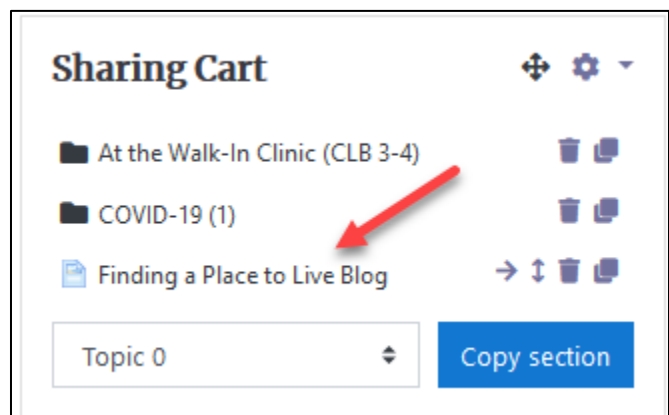 Sharing Cart
At the Walk-In Clinic (CLB 3-4)
COVID-19 (1)
Finding a Place to Live Blog
Topic 0
Copy section